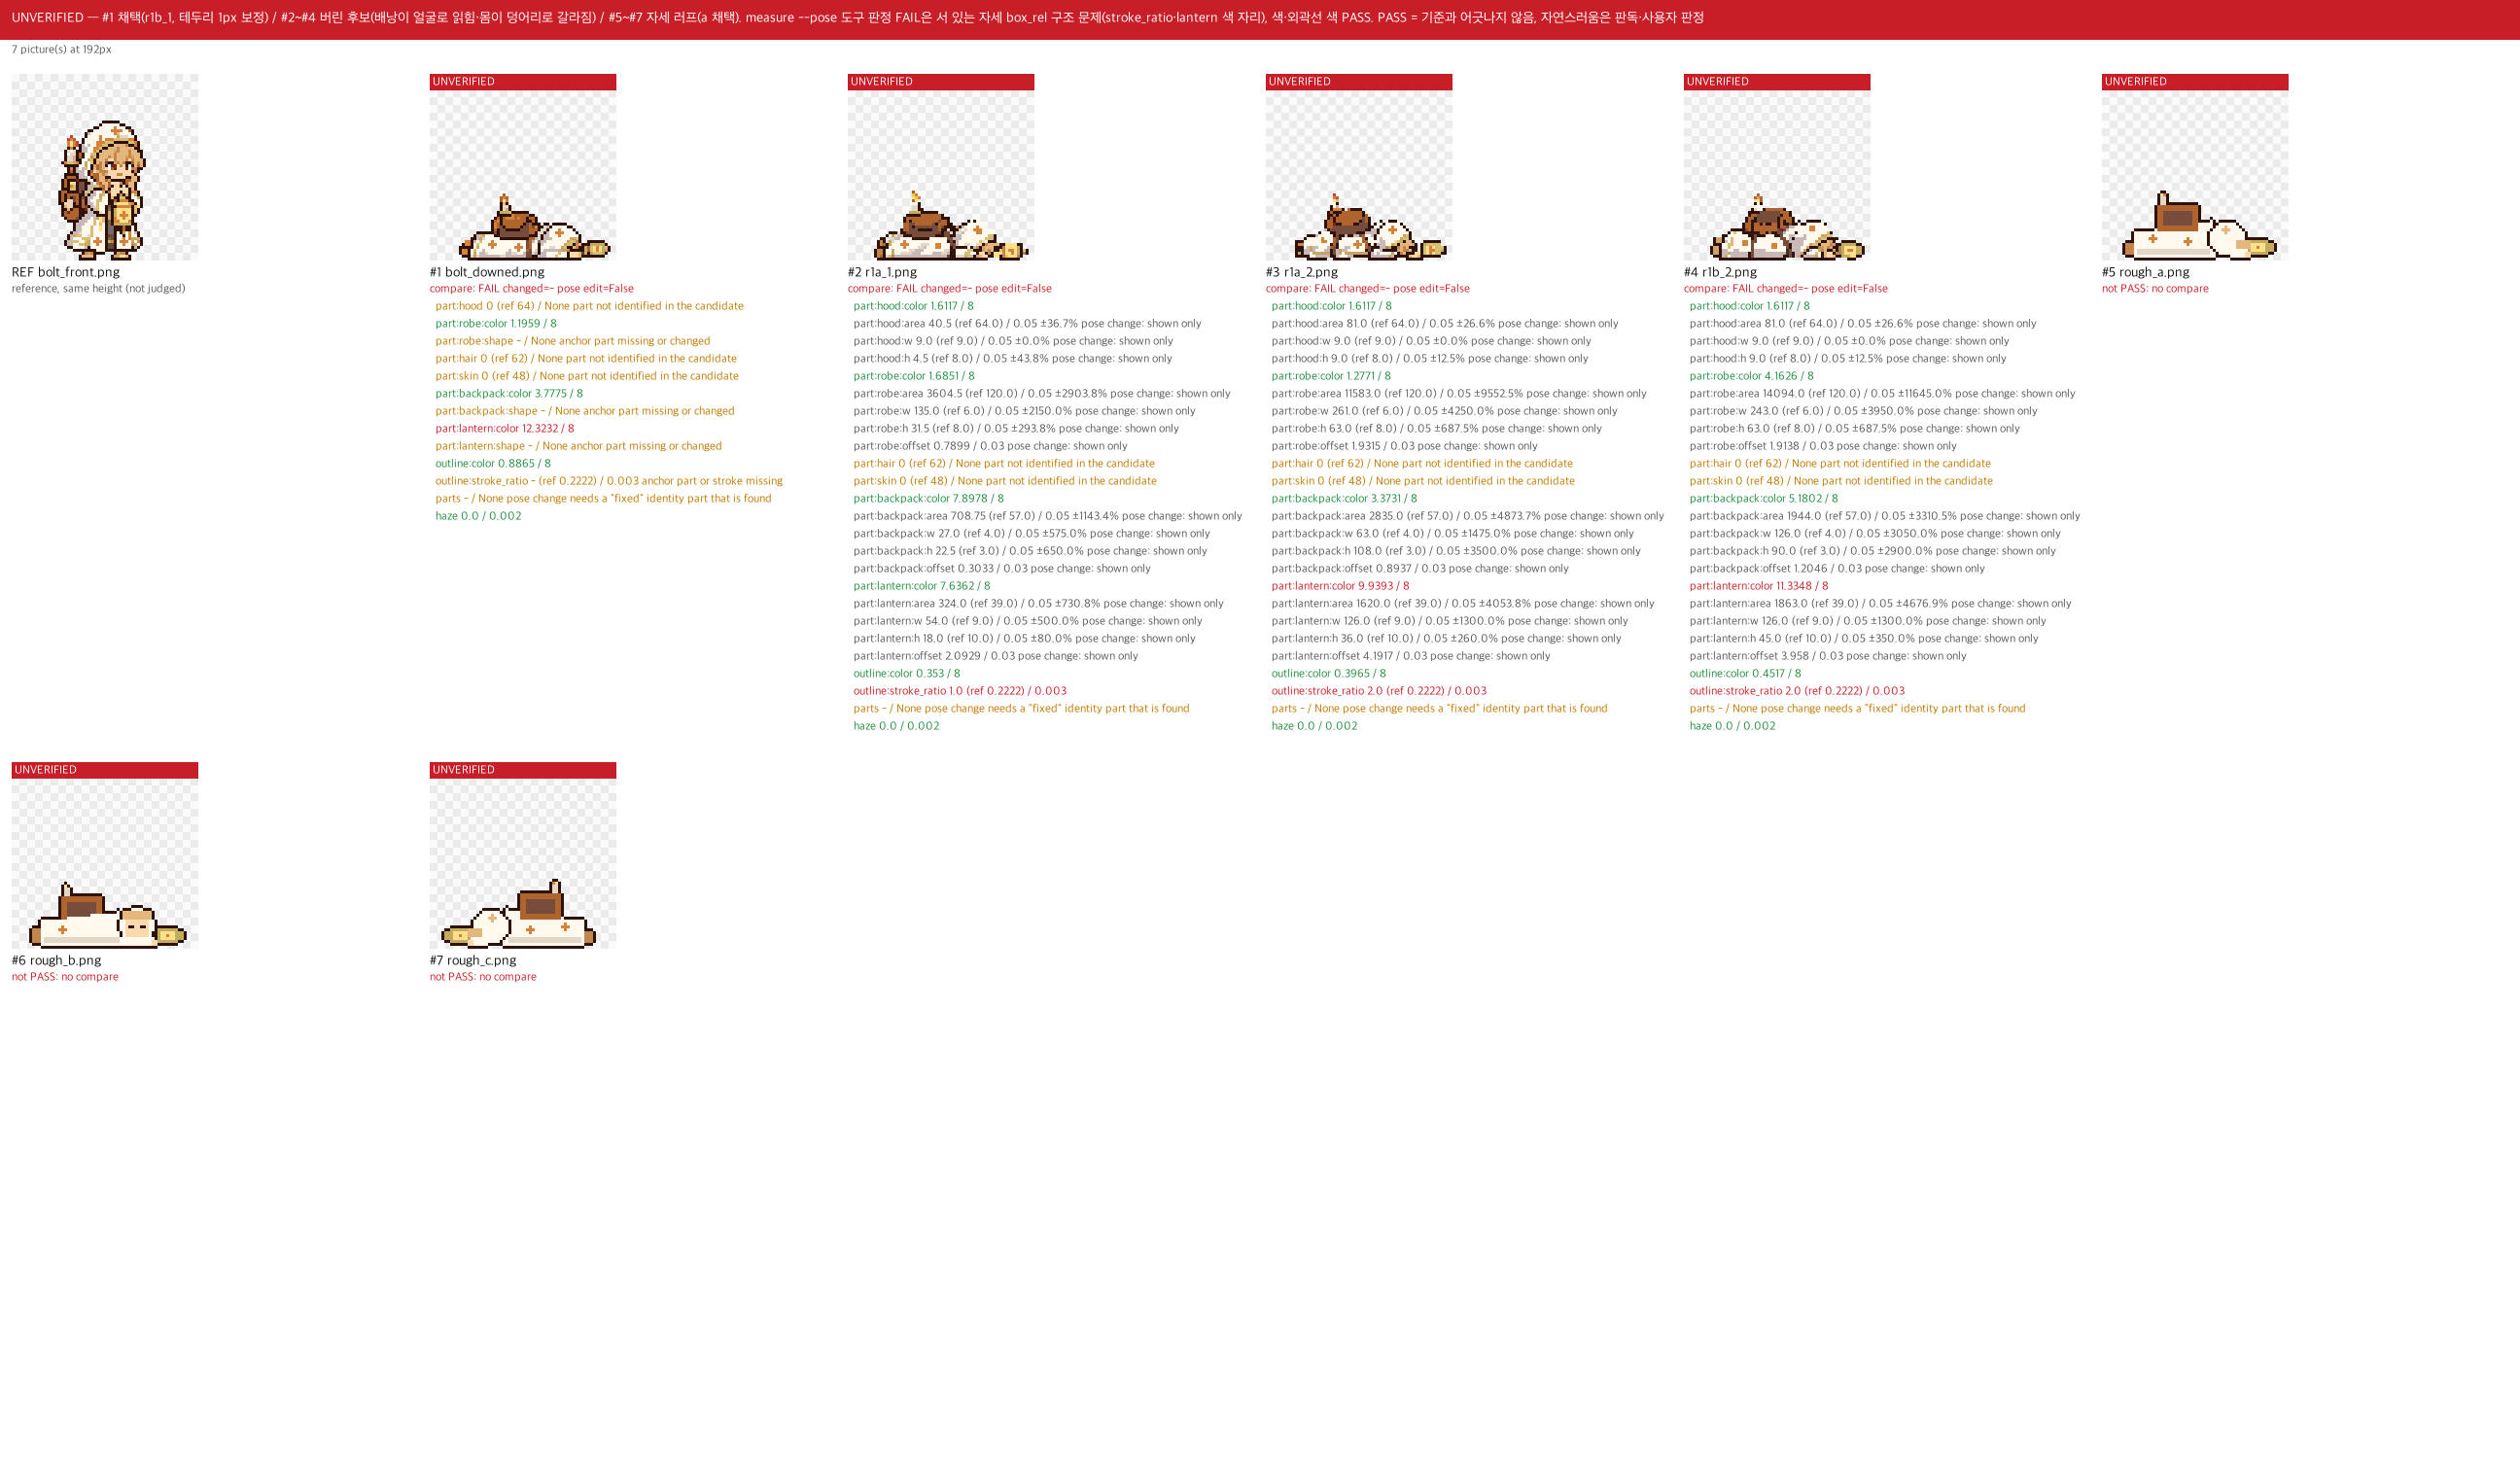 UNVERIFIED — #1 채택(r1b_1, 테두리 1px 보정) / #2~#4 버린 후보(배낭이 얼굴로 읽힘·몸이 덩어리로 갈라짐) / #5~#7 자세 러프(a 채택). measure --pose 도구 판정 FAIL은 서 있는 자세 box_rel 구조 문제(stroke_ratio·lantern 색 자리), 색·외곽선 색 PASS. PASS = 기준과 어긋나지 않음, 자연스러움은 판독·사용자 판정
7 picture(s) at 192px
REF bolt_front.png
reference, same height (not judged)
UNVERIFIED
#1 bolt_downed.png
compare: FAIL changed=- pose edit=False
part:hood 0 (ref 64) / None part not identified in the candidate
part:robe:color 1.1959 / 8
part:robe:shape - / None anchor part missing or changed
part:hair 0 (ref 62) / None part not identified in the candidate
part:skin 0 (ref 48) / None part not identified in the candidate
part:backpack:color 3.7775 / 8
part:backpack:shape - / None anchor part missing or changed
part:lantern:color 12.3232 / 8
part:lantern:shape - / None anchor part missing or changed
outline:color 0.8865 / 8
outline:stroke_ratio - (ref 0.2222) / 0.003 anchor part or stroke missing
parts - / None pose change needs a "fixed" identity part that is found
haze 0.0 / 0.002
UNVERIFIED
#2 r1a_1.png
compare: FAIL changed=- pose edit=False
part:hood:color 1.6117 / 8
part:hood:area 40.5 (ref 64.0) / 0.05 ±36.7% pose change: shown only
part:hood:w 9.0 (ref 9.0) / 0.05 ±0.0% pose change: shown only
part:hood:h 4.5 (ref 8.0) / 0.05 ±43.8% pose change: shown only
part:robe:color 1.6851 / 8
part:robe:area 3604.5 (ref 120.0) / 0.05 ±2903.8% pose change: shown only
part:robe:w 135.0 (ref 6.0) / 0.05 ±2150.0% pose change: shown only
part:robe:h 31.5 (ref 8.0) / 0.05 ±293.8% pose change: shown only
part:robe:offset 0.7899 / 0.03 pose change: shown only
part:hair 0 (ref 62) / None part not identified in the candidate
part:skin 0 (ref 48) / None part not identified in the candidate
part:backpack:color 7.8978 / 8
part:backpack:area 708.75 (ref 57.0) / 0.05 ±1143.4% pose change: shown only
part:backpack:w 27.0 (ref 4.0) / 0.05 ±575.0% pose change: shown only
part:backpack:h 22.5 (ref 3.0) / 0.05 ±650.0% pose change: shown only
part:backpack:offset 0.3033 / 0.03 pose change: shown only
part:lantern:color 7.6362 / 8
part:lantern:area 324.0 (ref 39.0) / 0.05 ±730.8% pose change: shown only
part:lantern:w 54.0 (ref 9.0) / 0.05 ±500.0% pose change: shown only
part:lantern:h 18.0 (ref 10.0) / 0.05 ±80.0% pose change: shown only
part:lantern:offset 2.0929 / 0.03 pose change: shown only
outline:color 0.353 / 8
outline:stroke_ratio 1.0 (ref 0.2222) / 0.003
parts - / None pose change needs a "fixed" identity part that is found
haze 0.0 / 0.002
UNVERIFIED
#3 r1a_2.png
compare: FAIL changed=- pose edit=False
part:hood:color 1.6117 / 8
part:hood:area 81.0 (ref 64.0) / 0.05 ±26.6% pose change: shown only
part:hood:w 9.0 (ref 9.0) / 0.05 ±0.0% pose change: shown only
part:hood:h 9.0 (ref 8.0) / 0.05 ±12.5% pose change: shown only
part:robe:color 1.2771 / 8
part:robe:area 11583.0 (ref 120.0) / 0.05 ±9552.5% pose change: shown only
part:robe:w 261.0 (ref 6.0) / 0.05 ±4250.0% pose change: shown only
part:robe:h 63.0 (ref 8.0) / 0.05 ±687.5% pose change: shown only
part:robe:offset 1.9315 / 0.03 pose change: shown only
part:hair 0 (ref 62) / None part not identified in the candidate
part:skin 0 (ref 48) / None part not identified in the candidate
part:backpack:color 3.3731 / 8
part:backpack:area 2835.0 (ref 57.0) / 0.05 ±4873.7% pose change: shown only
part:backpack:w 63.0 (ref 4.0) / 0.05 ±1475.0% pose change: shown only
part:backpack:h 108.0 (ref 3.0) / 0.05 ±3500.0% pose change: shown only
part:backpack:offset 0.8937 / 0.03 pose change: shown only
part:lantern:color 9.9393 / 8
part:lantern:area 1620.0 (ref 39.0) / 0.05 ±4053.8% pose change: shown only
part:lantern:w 126.0 (ref 9.0) / 0.05 ±1300.0% pose change: shown only
part:lantern:h 36.0 (ref 10.0) / 0.05 ±260.0% pose change: shown only
part:lantern:offset 4.1917 / 0.03 pose change: shown only
outline:color 0.3965 / 8
outline:stroke_ratio 2.0 (ref 0.2222) / 0.003
parts - / None pose change needs a "fixed" identity part that is found
haze 0.0 / 0.002
UNVERIFIED
#4 r1b_2.png
compare: FAIL changed=- pose edit=False
part:hood:color 1.6117 / 8
part:hood:area 81.0 (ref 64.0) / 0.05 ±26.6% pose change: shown only
part:hood:w 9.0 (ref 9.0) / 0.05 ±0.0% pose change: shown only
part:hood:h 9.0 (ref 8.0) / 0.05 ±12.5% pose change: shown only
part:robe:color 4.1626 / 8
part:robe:area 14094.0 (ref 120.0) / 0.05 ±11645.0% pose change: shown only
part:robe:w 243.0 (ref 6.0) / 0.05 ±3950.0% pose change: shown only
part:robe:h 63.0 (ref 8.0) / 0.05 ±687.5% pose change: shown only
part:robe:offset 1.9138 / 0.03 pose change: shown only
part:hair 0 (ref 62) / None part not identified in the candidate
part:skin 0 (ref 48) / None part not identified in the candidate
part:backpack:color 5.1802 / 8
part:backpack:area 1944.0 (ref 57.0) / 0.05 ±3310.5% pose change: shown only
part:backpack:w 126.0 (ref 4.0) / 0.05 ±3050.0% pose change: shown only
part:backpack:h 90.0 (ref 3.0) / 0.05 ±2900.0% pose change: shown only
part:backpack:offset 1.2046 / 0.03 pose change: shown only
part:lantern:color 11.3348 / 8
part:lantern:area 1863.0 (ref 39.0) / 0.05 ±4676.9% pose change: shown only
part:lantern:w 126.0 (ref 9.0) / 0.05 ±1300.0% pose change: shown only
part:lantern:h 45.0 (ref 10.0) / 0.05 ±350.0% pose change: shown only
part:lantern:offset 3.958 / 0.03 pose change: shown only
outline:color 0.4517 / 8
outline:stroke_ratio 2.0 (ref 0.2222) / 0.003
parts - / None pose change needs a "fixed" identity part that is found
haze 0.0 / 0.002
UNVERIFIED
#5 rough_a.png
not PASS: no compare
UNVERIFIED
#6 rough_b.png
not PASS: no compare
UNVERIFIED
#7 rough_c.png
not PASS: no compare